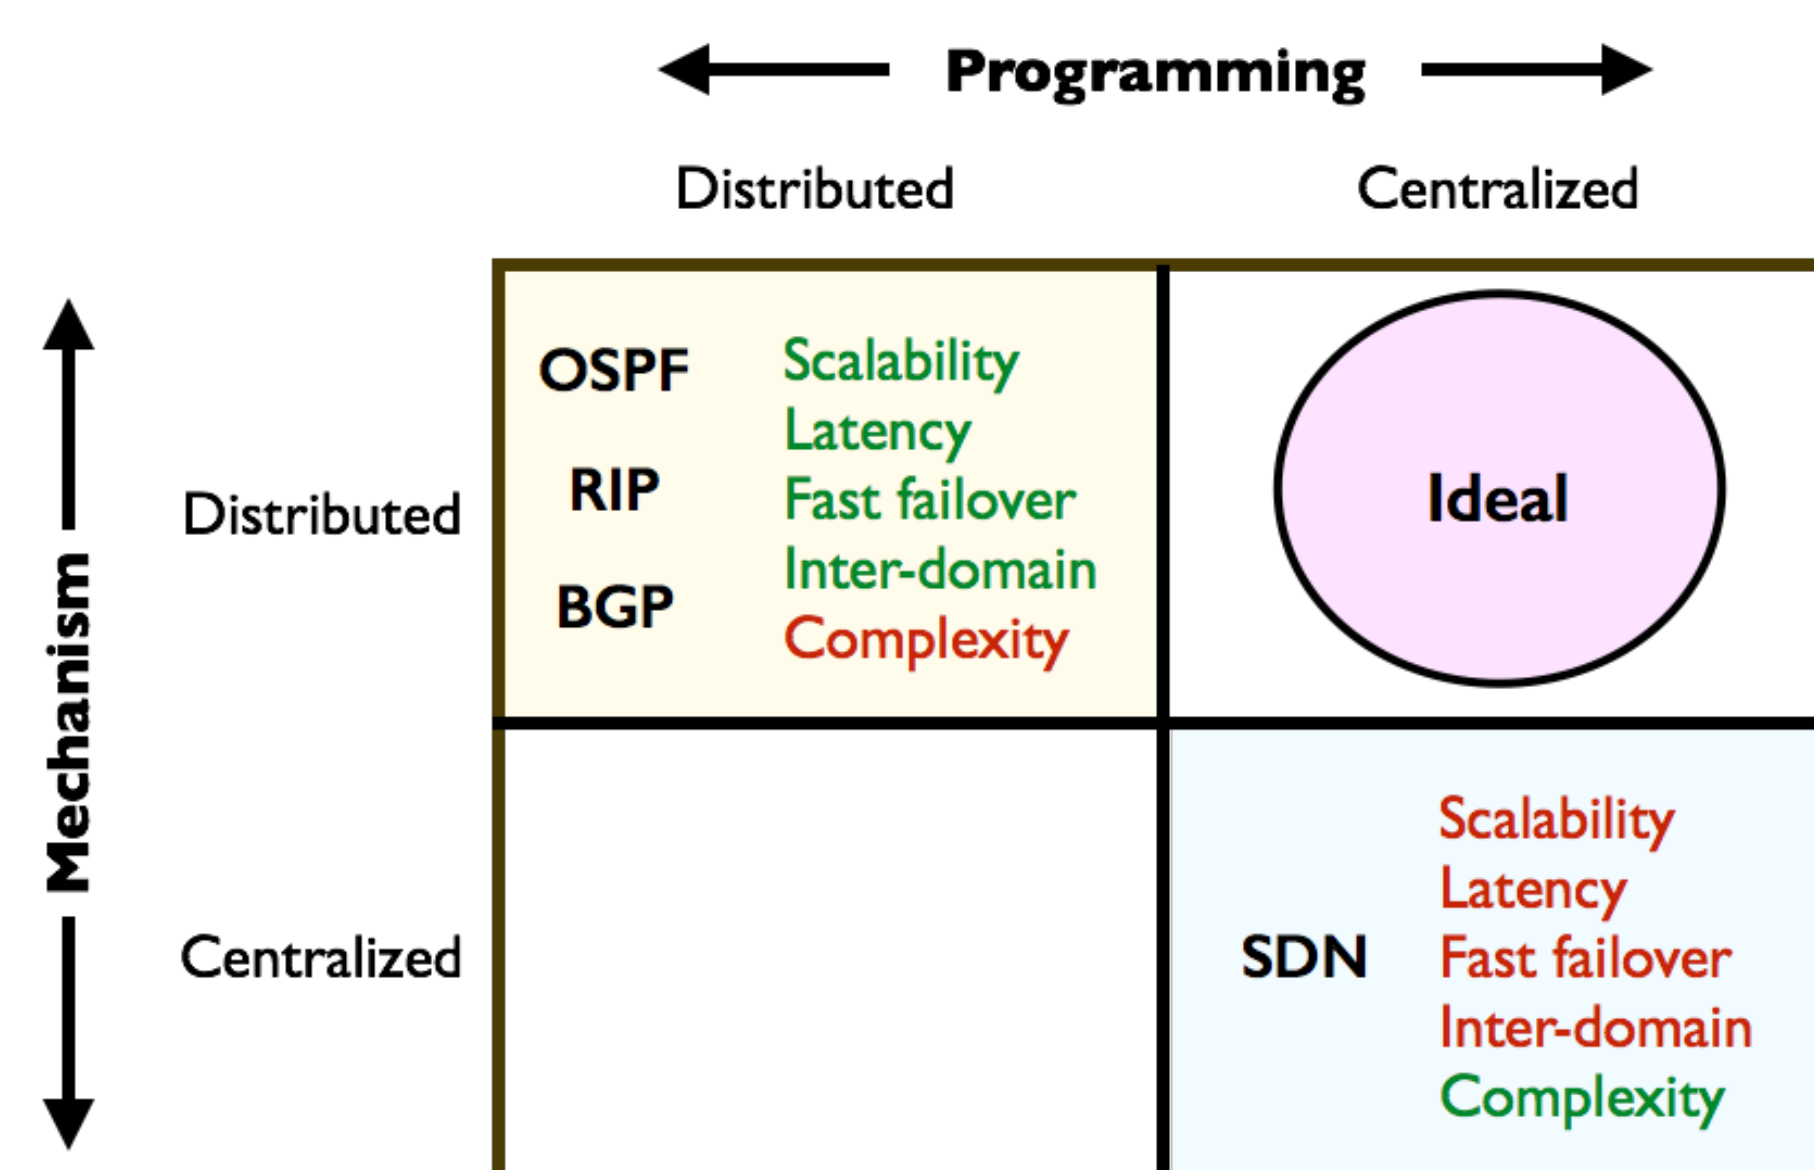 Programming
Distributed
Centralized
Mechanism
Distributed
OSPF
RIP
BGP
Scalability
Latency
Fast failover
Inter-domain
Complexity
Ideal
Centralized
SDN
Scalability
Latency
Fast failover
Inter-domain
Complexity